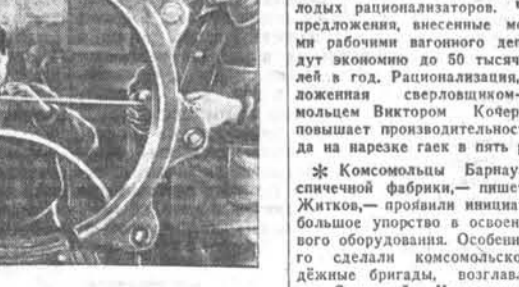 лодых рационализаторов.
предложения, внесенные мо
ми рабочими вагонного деп
дут экономию до 50 тысяч
лей в год. Рационализация,
ложенная сверловщиком-
мольцем Виктором Кочер
повышает производительнос
да на нарезке гаек в пять
✻ Комсомольцы Барнау
спичечной фабрики,— пише
Житков,— проявили инициа
большое упорство в освоен
вого оборудования. Особенн
го сделали комсомольско
дёжные бригады, возглав